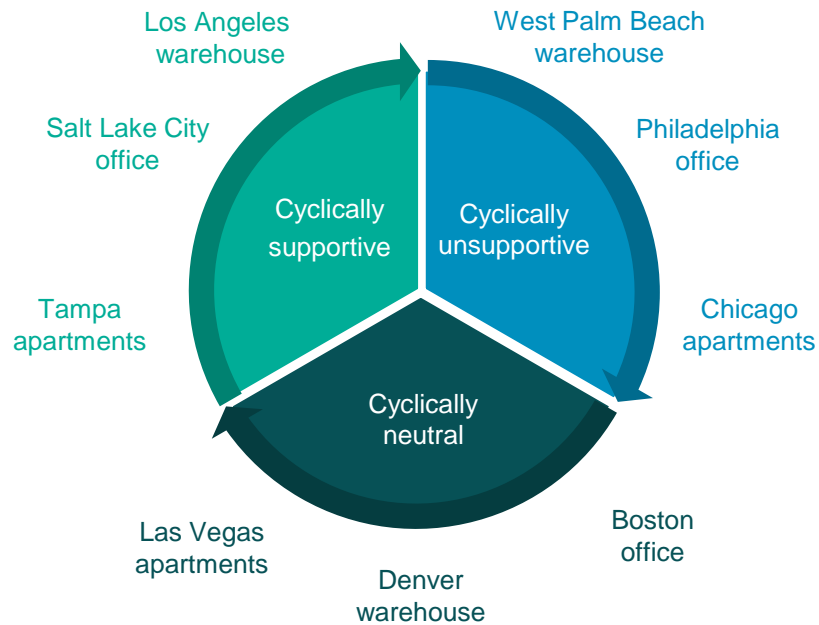 Los Angeles
warehouse
West Palm Beach
warehouse
Salt Lake City
office
Philadelphia
office
Cyclically
supportive
Cyclically
unsupportive
Tampa
apartments
Chicago
apartments
Cyclically
neutral
Las Vegas
apartments
Boston
office
Denver
warehouse